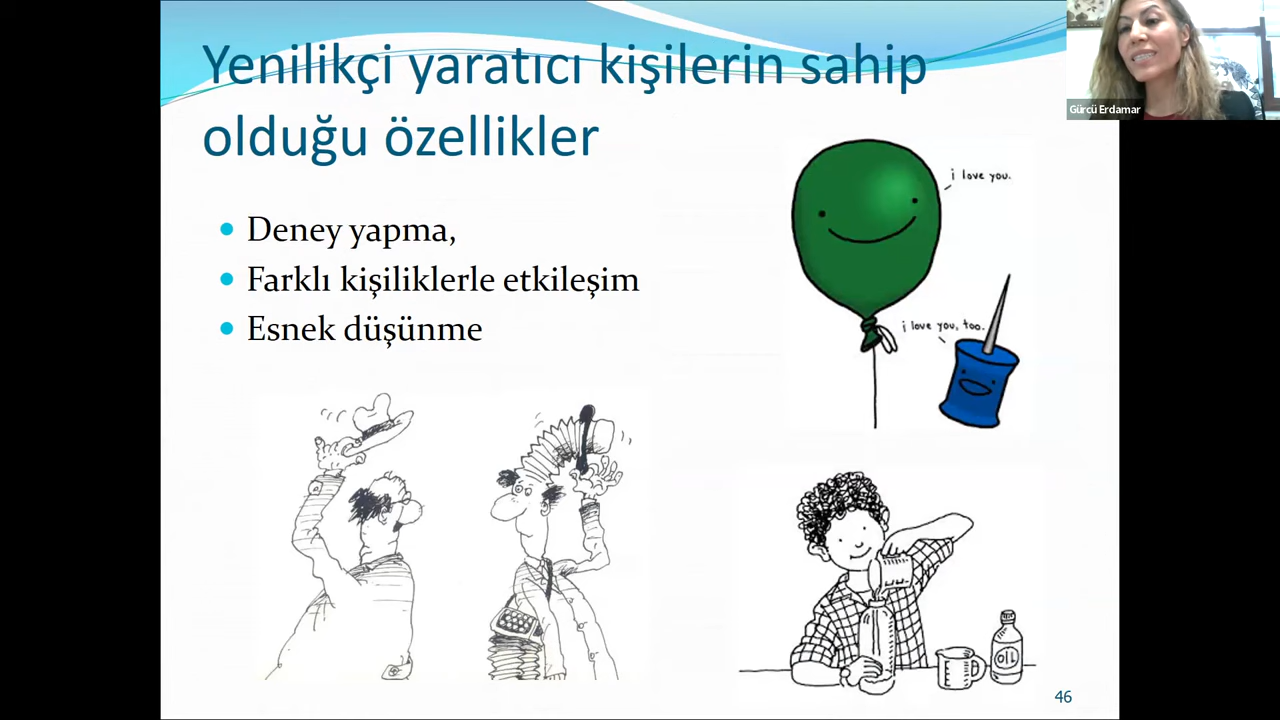 Yenilikçi yaratıcı kişilerin sahip
olduğu özellikler
Deney yapma,
Farklı kişiliklerle etkileşim
Esnek düşünme
i love you.
i love you, too.
OIL
46
Gürcü Erdamar